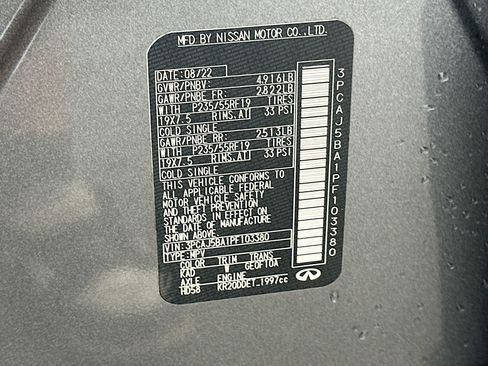 MFD BY NISSAN MOTOR CO., LTD.
DATE: 08/22
GVWR/PNBV: 4916LB
GAWR/PNBE FR: 2822LB
WITH P235/55RF19 TIRES
19X7.5 RIMS,AT 33 PSI
COLD SINGLE
GAWR/PNBE RR: 2513LB
WITH P235/55RF19 TIRES
19X7.5 RIMS,AT 33 PSI
COLD SINGLE
THIS VEHICLE CONFORMS TO
ALL APPLICABLE FEDERAL
MOTOR VEHICLE SAFETY
AND THEFT PREVENTION
STANDARDS IN EFFECT ON
THE DATE OF MANUFACTURE
SHOWN ABOVE.
VIN: 3PCAJ5BA1PF103380
TYPE: MPV
COLOR TRIM TRANS
KAD W GE0F10A
AXLE ENGINE
HD58 KR20DDET 1997cc
INFINITI
3PCAJ5BA1PF103380